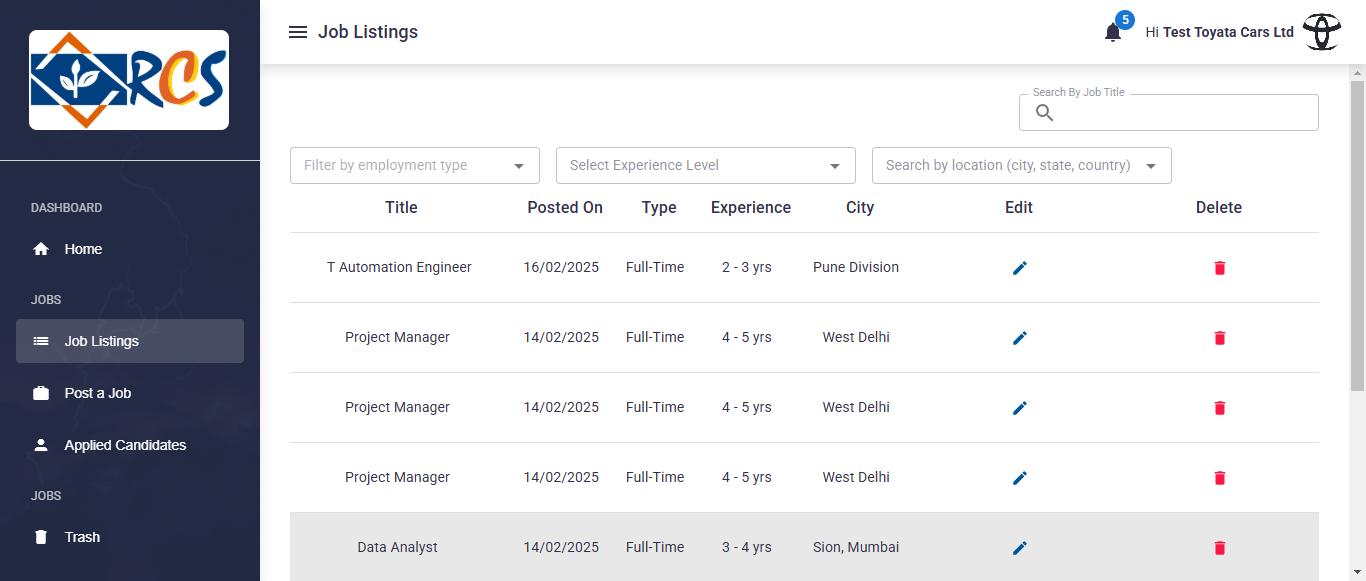 RCS
Job Listings
5
Hi Test Toyata Cars Ltd
DASHBOARD
Home
JOBS
Job Listings
Post a Job
Applied Candidates
JOBS
Trash
Search By Job Title
Filter by employment type Select Experience Level Search by location (city, state, country)
Title Posted On Type Experience City Edit Delete
T Automation Engineer 16/02/2025 Full-Time 2 - 3 yrs Pune Division
Project Manager 14/02/2025 Full-Time 4 - 5 yrs West Delhi
Project Manager 14/02/2025 Full-Time 4 - 5 yrs West Delhi
Project Manager 14/02/2025 Full-Time 4 - 5 yrs West Delhi
Data Analyst 14/02/2025 Full-Time 3 - 4 yrs Sion, Mumbai